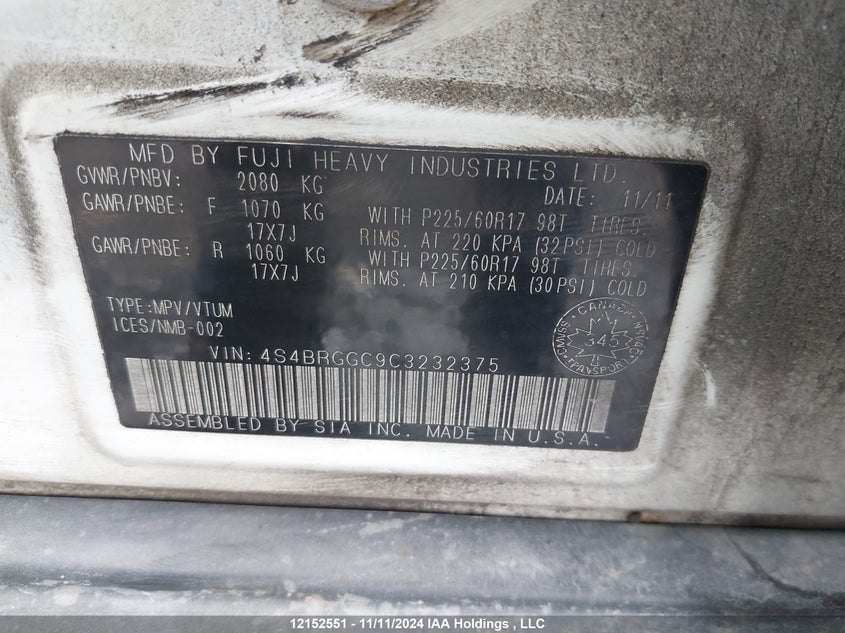 MFD BY FUJI HEAVY INDUSTRIES LTD.
GVWR/PNBV: 2080 KG DATE: 11/11
GAWR/PNBE: F 1070 KG WITH P225/60R17 98T TIRES.
17X7J RIMS. AT 220 KPA (32PSI) COLD
GAWR/PNBE: R 1060 KG WITH P225/60R17 98T TIRES.
17X7J RIMS. AT 210 KPA (30PSI) COLD
TYPE:MPV/VTUM
ICES/NMB-002
CANADA
345
TRANSPORT
VIN: 4S4BRGGC9C3232375
ASSEMBLED BY SIA INC. MADE IN U.S.A.
12152551 - 11/11/2024 IAA Holdings , LLC